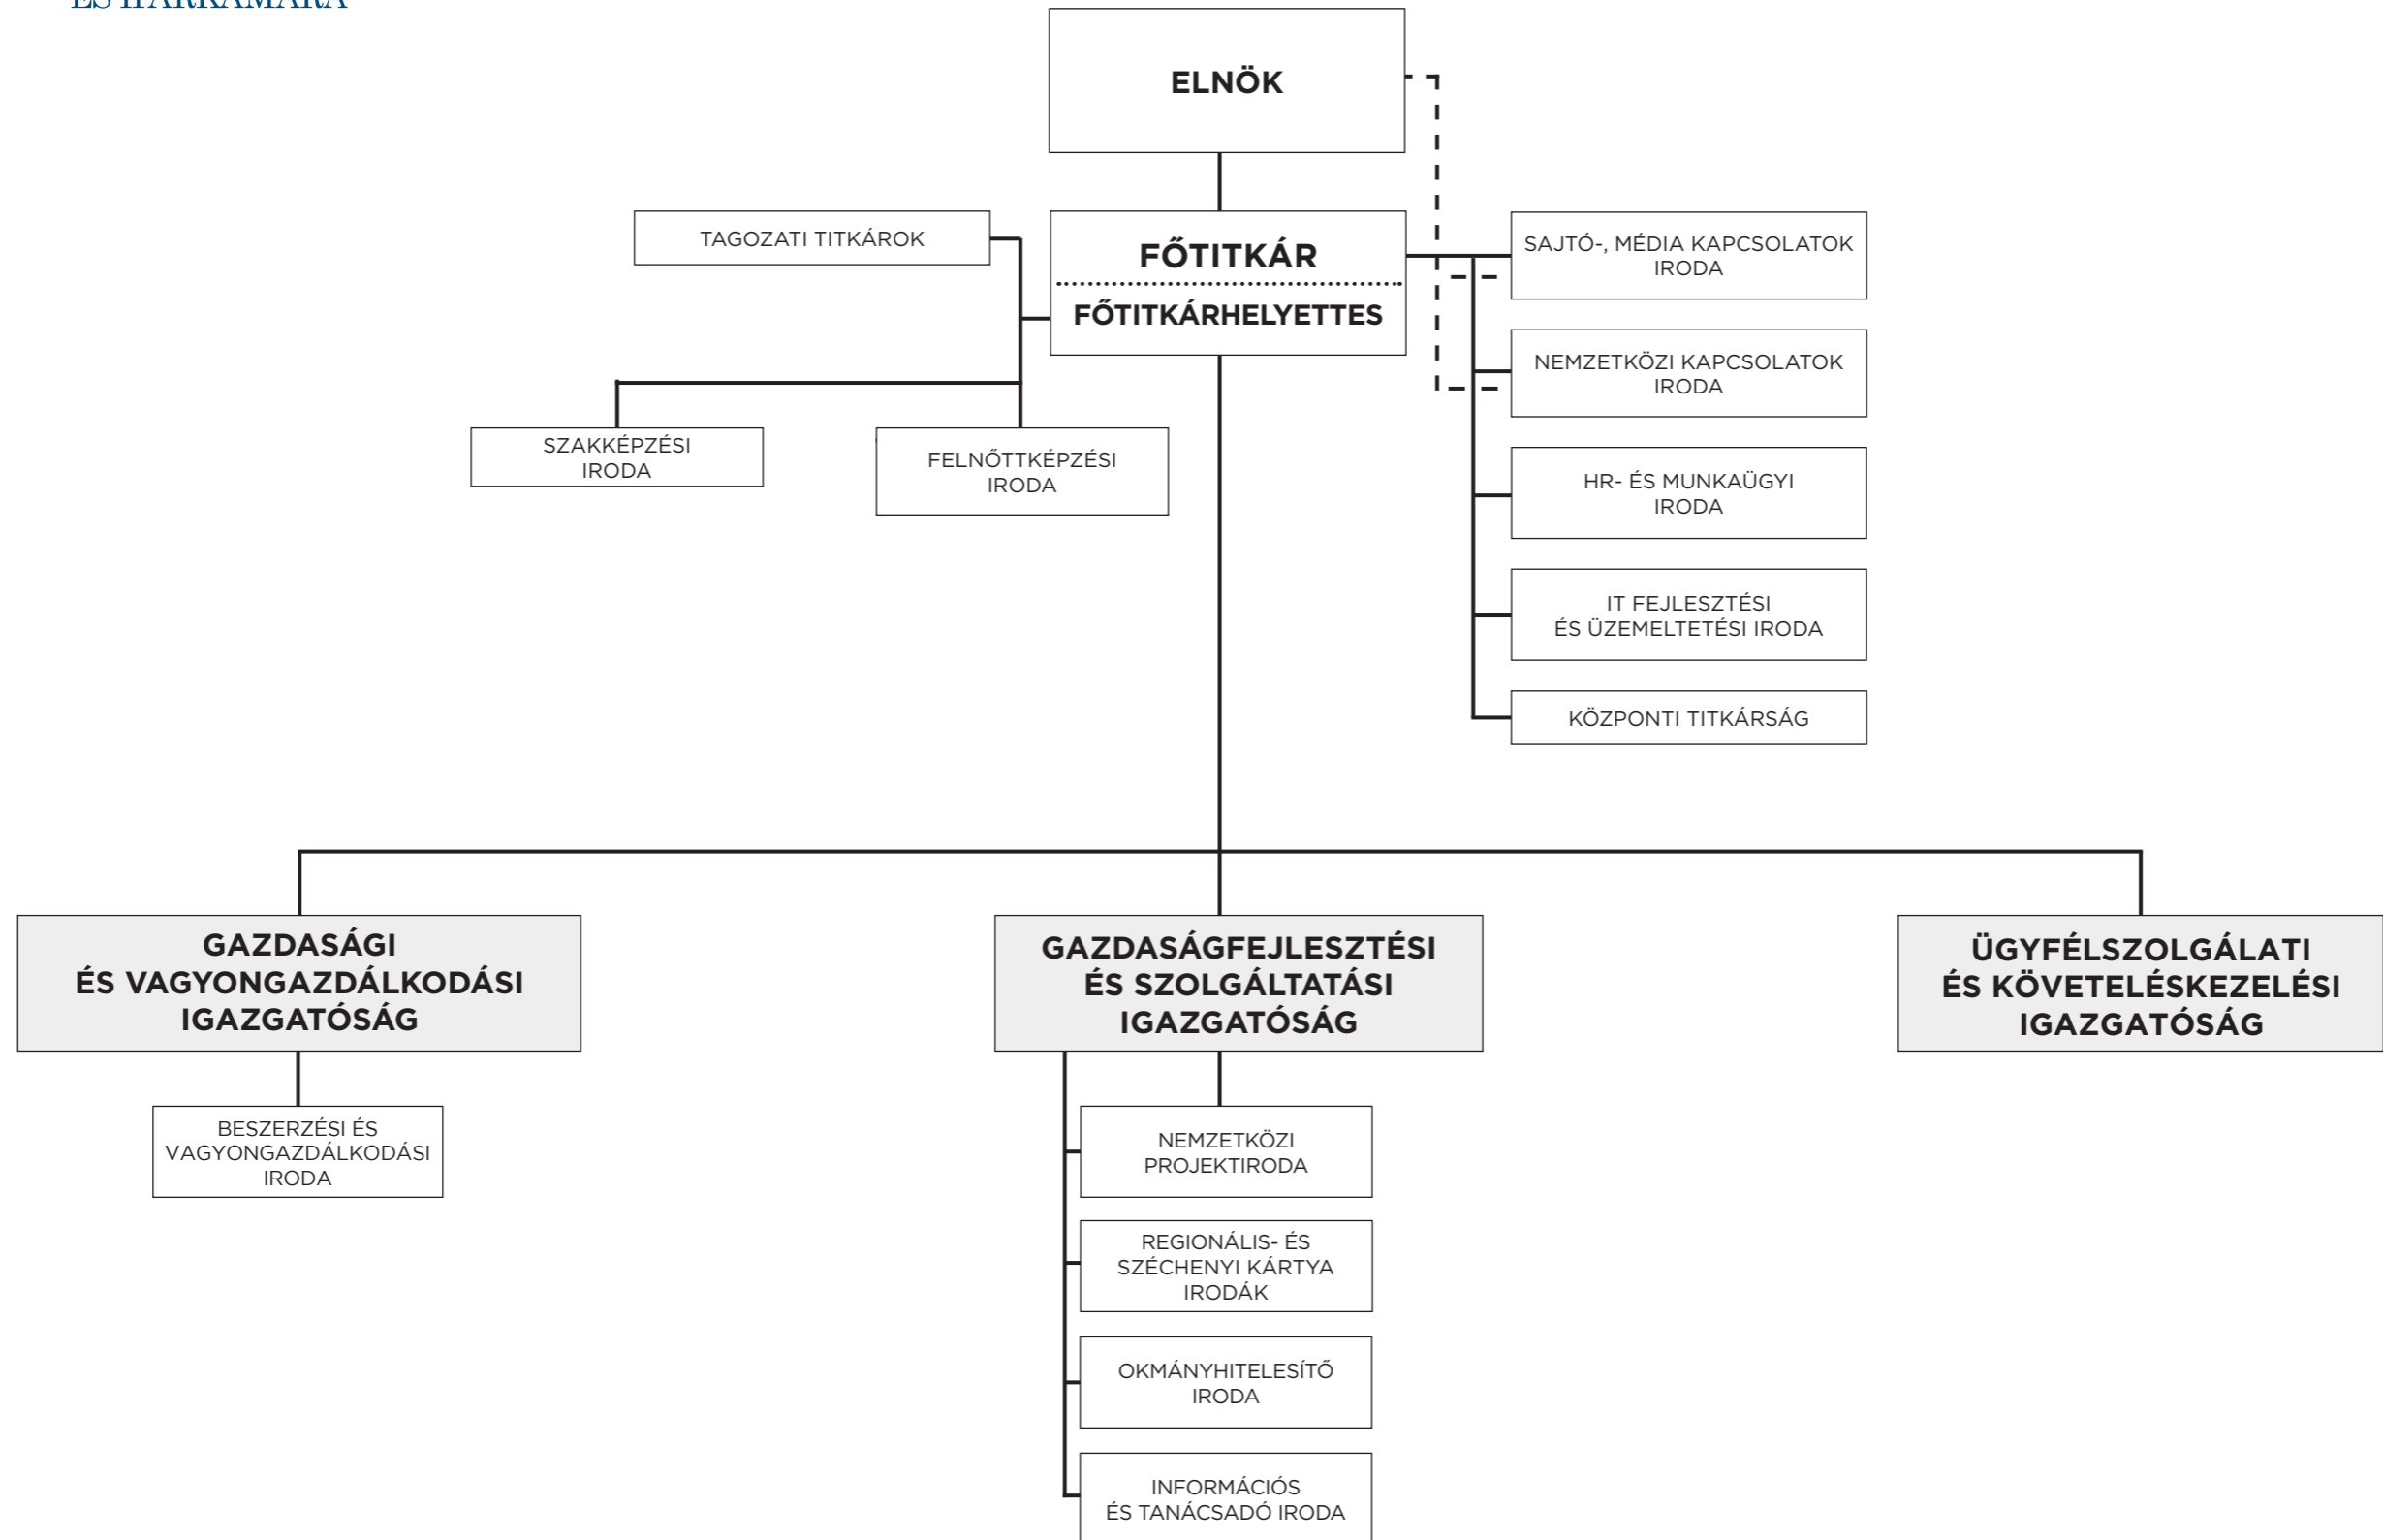 ÉS IPARKAMARA
ELNÖK
TAGOZATI TITKÁROK
FŐTITKÁR
FŐTITKÁRHELYETTES
SAJTÓ-, MÉDIA KAPCSOLATOK
IRODA
NEMZETKÖZI KAPCSOLATOK
IRODA
SZAKKÉPZÉSI
IRODA
FELNŐTTKÉPZÉSI
IRODA
HR- ÉS MUNKAÜGYI
IRODA
IT FEJLESZTÉSI
ÉS ÜZEMELTETÉSI IRODA
KÖZPONTI TITKÁRSÁG
GAZDASÁGI
ÉS VAGYONGAZDÁLKODÁSI
IGAZGATÓSÁG
GAZDASÁGFEJLESZTÉSI
ÉS SZOLGÁLTATÁSI
IGAZGATÓSÁG
ÜGYFÉLSZOLGÁLATI
ÉS KÖVETELÉSKEZELÉSI
IGAZGATÓSÁG
BESZERZÉSI ÉS
VAGYONGAZDÁLKODÁSI
IRODA
NEMZETKÖZI
PROJEKTIRODA
REGIONÁLIS- ÉS
SZÉCHENYI KÁRTYA
IRODÁK
OKMÁNYHITELESÍTŐ
IRODA
INFORMÁCIÓS
ÉS TANÁCSADÓ IRODA